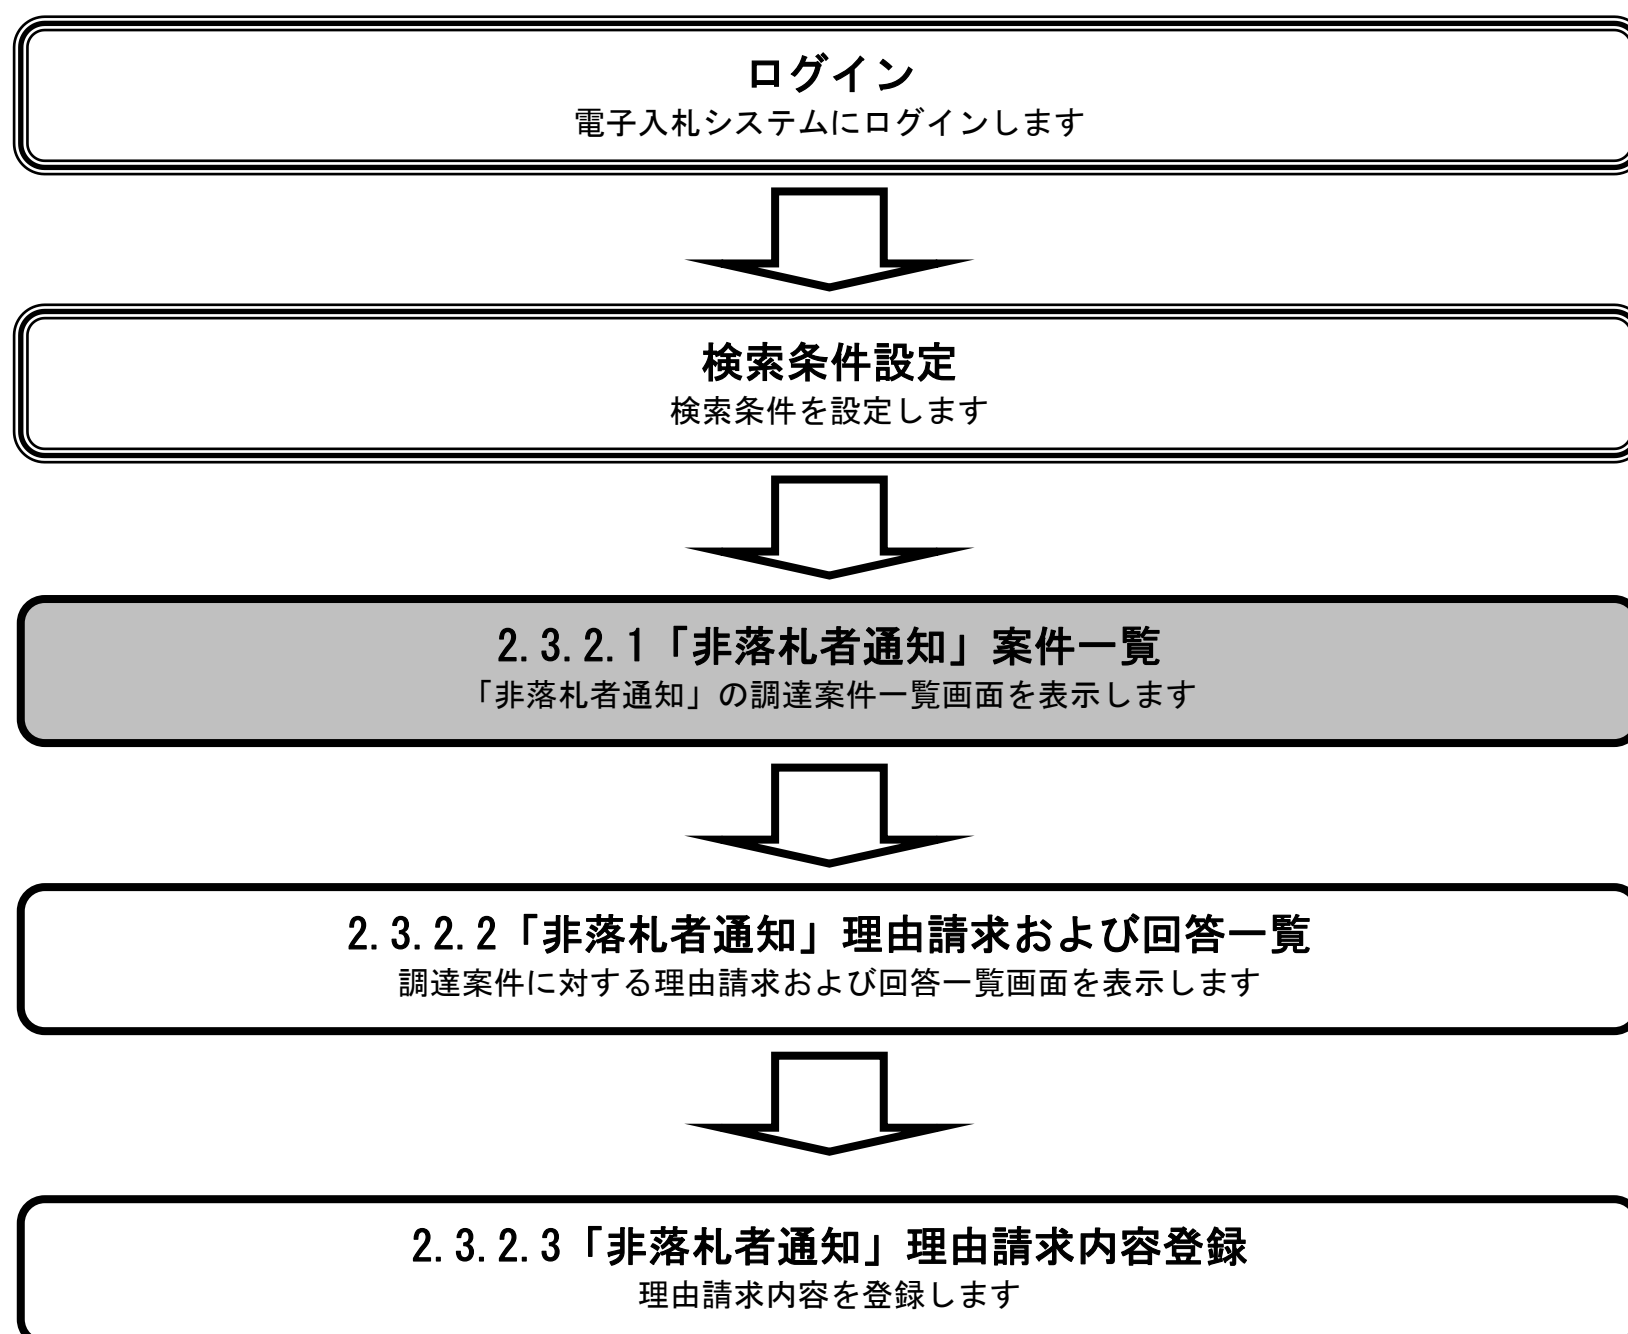 ログイン
電子入札システムにログインします
検索条件設定
検索条件を設定します
2.3.2.1「非落札者通知」案件一覧
「非落札者通知」の調達案件一覧画面を表示します
2.3.2.2「非落札者通知」理由請求および回答一覧
調達案件に対する理由請求および回答一覧画面を表示します
2.3.2.3「非落札者通知」理由請求内容登録
理由請求内容を登録します